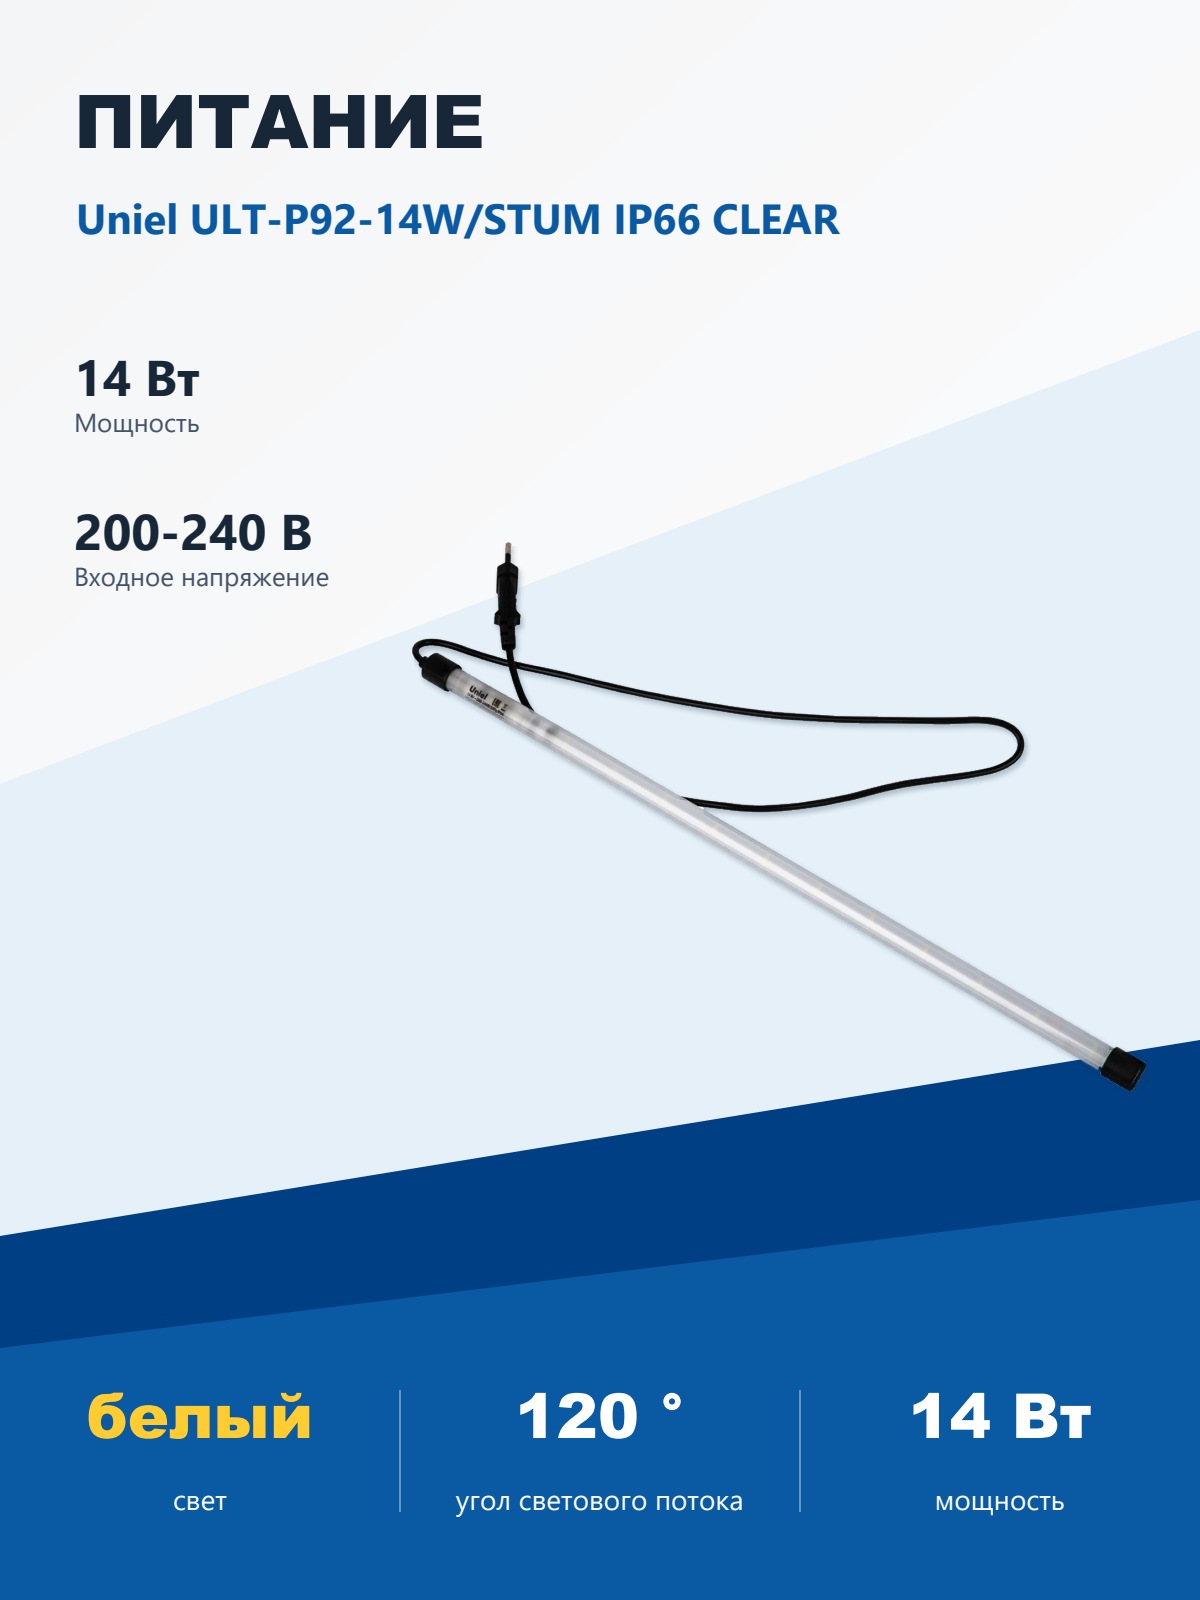 ПИТАНИЕ
Uniel ULT-P92-14W/STUM IP66 CLEAR
14 Вт
Мощность
200-240 В
Входное напряжение
Uniel
белый
свет
120 °
угол светового потока
14 Вт
мощность